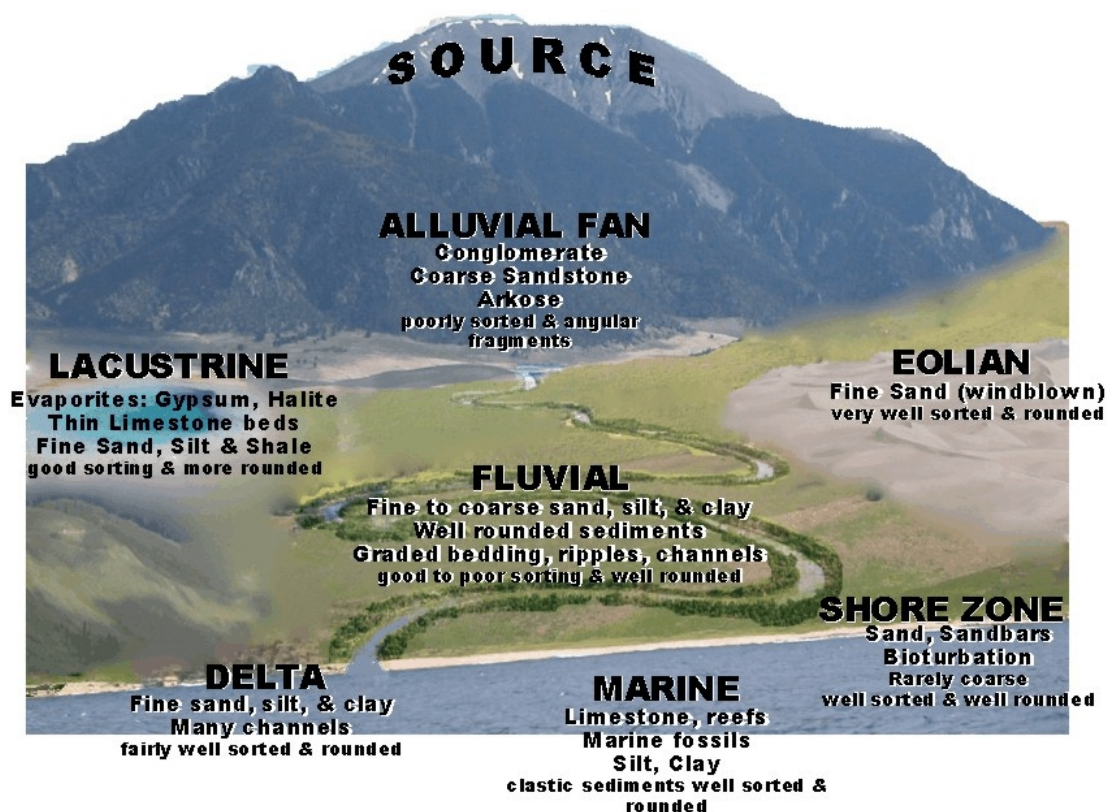 SOURCE
ALLUVIAL FAN
Conglomerate
Coarse Sandstone
Arkose
poorly sorted & angular
fragments
LACUSTRINE
Evaporites: Gypsum, Halite
Thin Limestone beds
Fine Sand, Silt & Shale
good sorting & more rounded
EOLIAN
Fine Sand (windblown)
very well sorted & rounded
FLUVIAL
Fine to coarse sand, silt, & clay
Well rounded sediments
Graded bedding, ripples, channels
good to poor sorting & well rounded
SHORE ZONE
Sand, Sandbars
Bioturbation
Rarely coarse
well sorted & well rounded
DELTA
Fine sand, silt, & clay
Many channels
fairly well sorted & rounded
MARINE
Limestone, reefs
Marine fossils
Silt, Clay
clastic sediments well sorted &
rounded